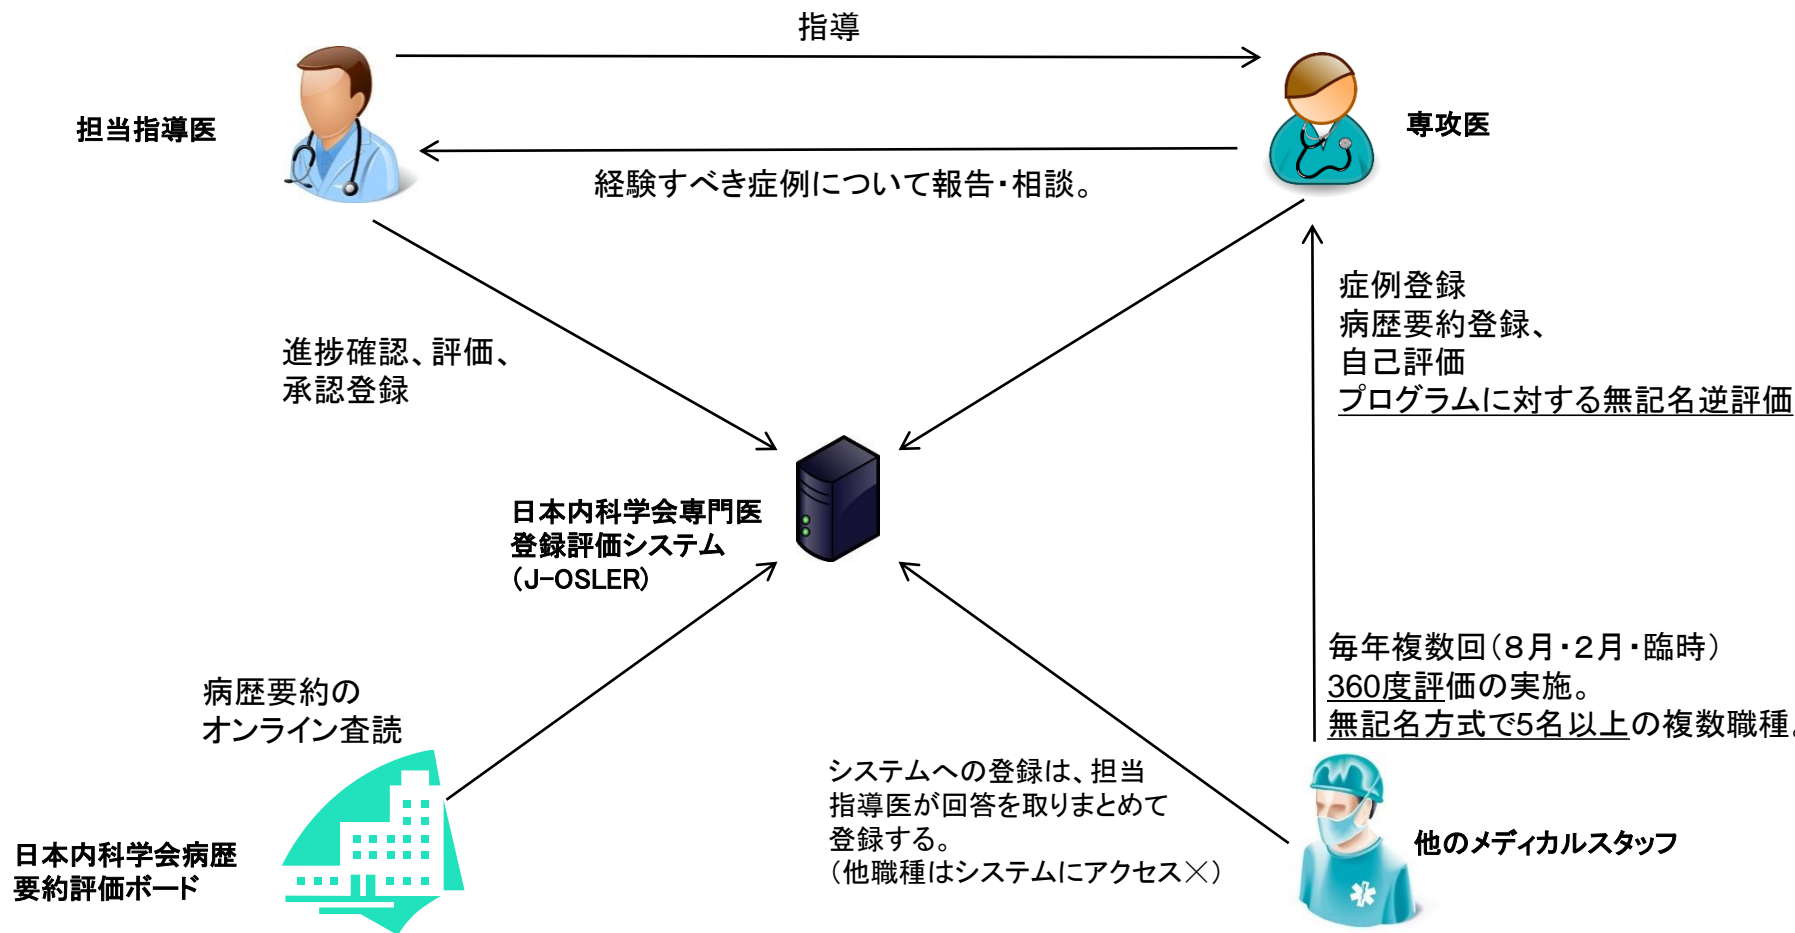 指導
担当指導医
専攻医
経験すべき症例について報告・相談。
症例登録
病歴要約登録、
自己評価
プログラムに対する無記名逆評価
進捗確認、評価、
承認登録
日本内科学会専門医
登録評価システム
（J-OSLER）
毎年複数回（８月・２月・臨時）
360度評価の実施。
無記名方式で5名以上の複数職種。
病歴要約の
オンライン査読
システムへの登録は、担当
指導医が回答を取りまとめて
登録する。
（他職種はシステムにアクセス×）
他のメディカルスタッフ
日本内科学会病歴
要約評価ボード